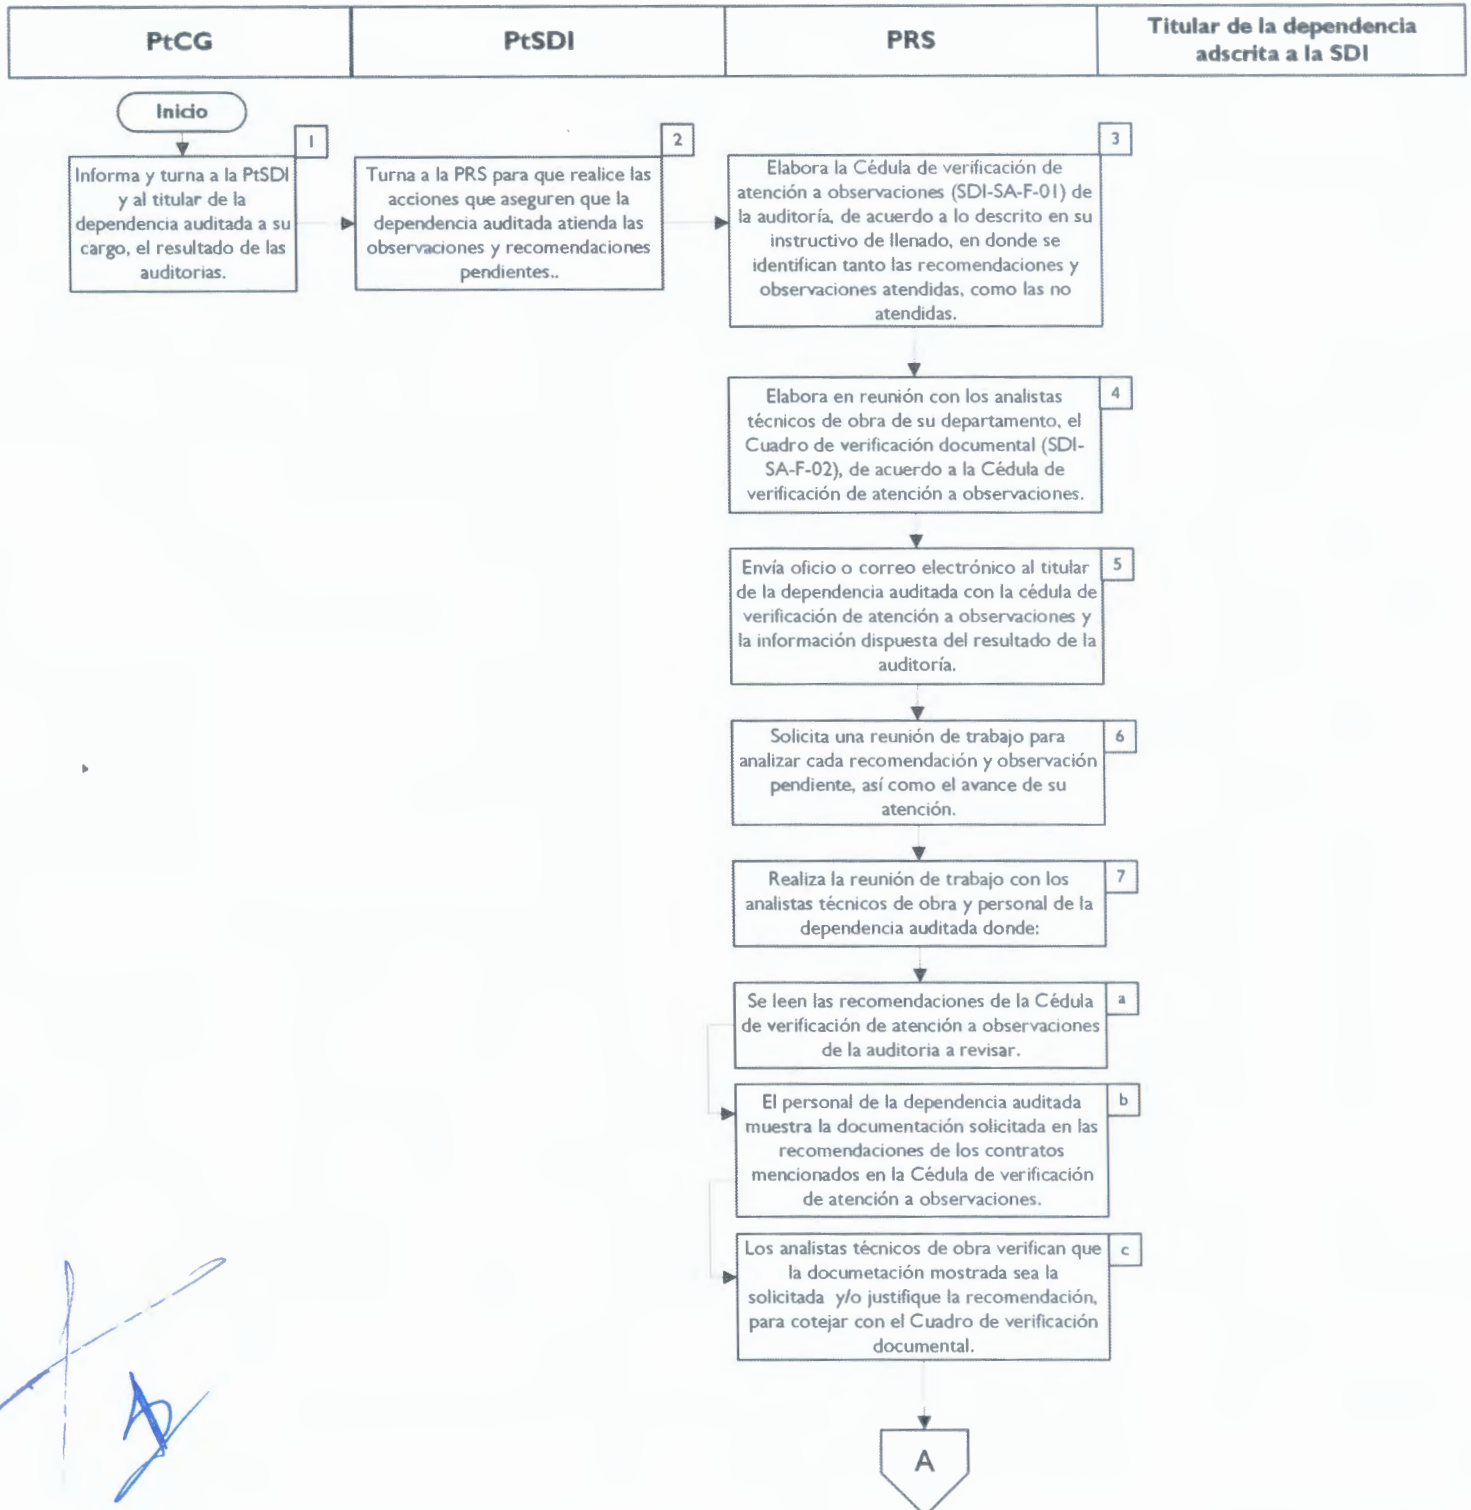 PtCG
PtSDI
PRS
Titular de la dependencia
adscrita a la SDI
Inicio
1
Informa y turna a la PtSDI
y al titular de la
dependencia auditada a su
cargo, el resultado de las
auditorias.
2
Turna a la PRS para que realice las
acciones que aseguren que la
dependencia auditada atienda las
observaciones y recomendaciones
pendientes..
3
Elabora la Cédula de verificación de
atención a observaciones (SDI-SA-F-01) de
la auditoría, de acuerdo a lo descrito en su
instructivo de llenado, en donde se
identifican tanto las recomendaciones y
observaciones atendidas, como las no
atendidas.
4
Elabora en reunión con los analistas
técnicos de obra de su departamento, el
Cuadro de verificación documental (SDI-
SA-F-02), de acuerdo a la Cédula de
verificación de atención a observaciones.
5
Envía oficio o correo electrónico al titular
de la dependencia auditada con la cédula de
verificación de atención a observaciones y
la información dispuesta del resultado de la
auditoría.
6
Solicita una reunión de trabajo para
analizar cada recomendación y observación
pendiente, así como el avance de su
atención.
7
Realiza la reunión de trabajo con los
analistas técnicos de obra y personal de la
dependencia auditada donde:
a
Se leen las recomendaciones de la Cédula
de verificación de atención a observaciones
de la auditoria a revisar.
b
El personal de la dependencia auditada
muestra la documentación solicitada en las
recomendaciones de los contratos
mencionados en la Cédula de verificación
de atención a observaciones.
c
Los analistas técnicos de obra verifican que
la documetación mostrada sea la
solicitada y/o justifique la recomendación,
para cotejar con el Cuadro de verificación
documental.
A